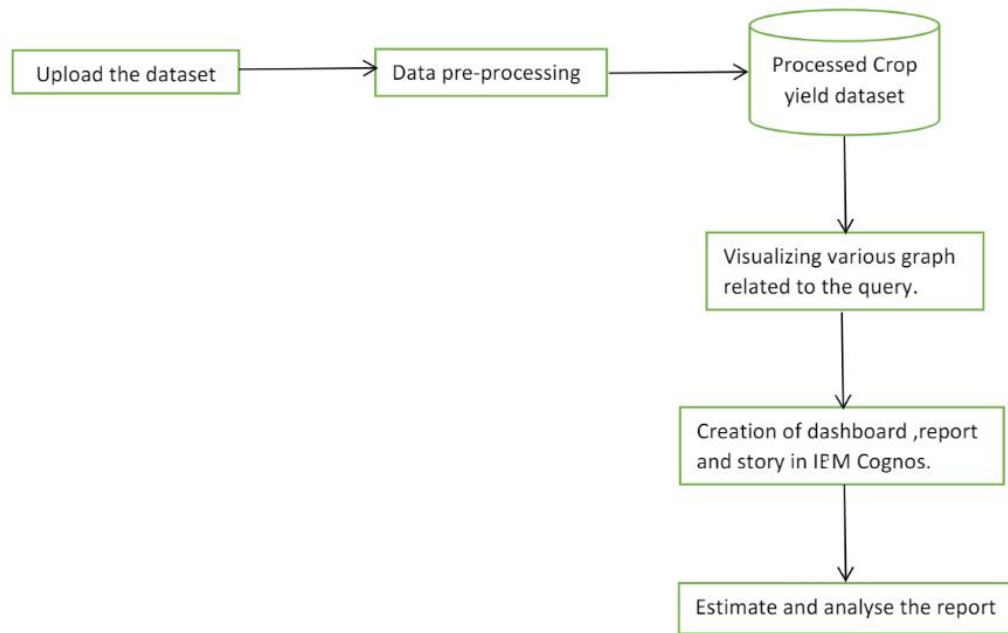 Upload the dataset
Data pre-processing
Processed Crop
yield dataset
Visualizing various graph
related to the query.
Creation of dashboard ,report
and story in IBM Cognos.
Estimate and analyse the report